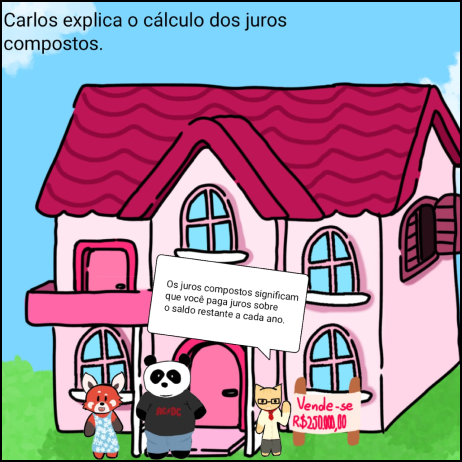 Carlos explica o cálculo dos juros
compostos.
Os juros compostos significam
que você paga juros sobre
o saldo restante a cada ano.
AC⚡DC
Vende-se
R$250.000,00